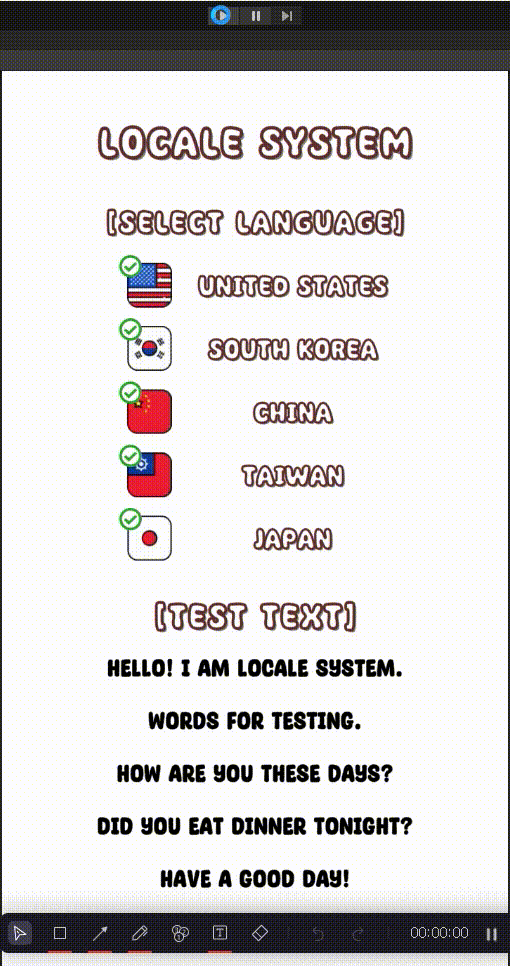 LOCALE SYSTEM
[SELECT LANGUAGE]
UNITED STATES
SOUTH KOREA
CHINA
TAIWAN
JAPAN
[TEST TEXT]
HELLO! I AM LOCALE SYSTEM.
WORDS FOR TESTING.
HOW ARE YOU THESE DAYS?
DID YOU EAT DINNER TONIGHT?
HAVE A GOOD DAY!
00:00:00